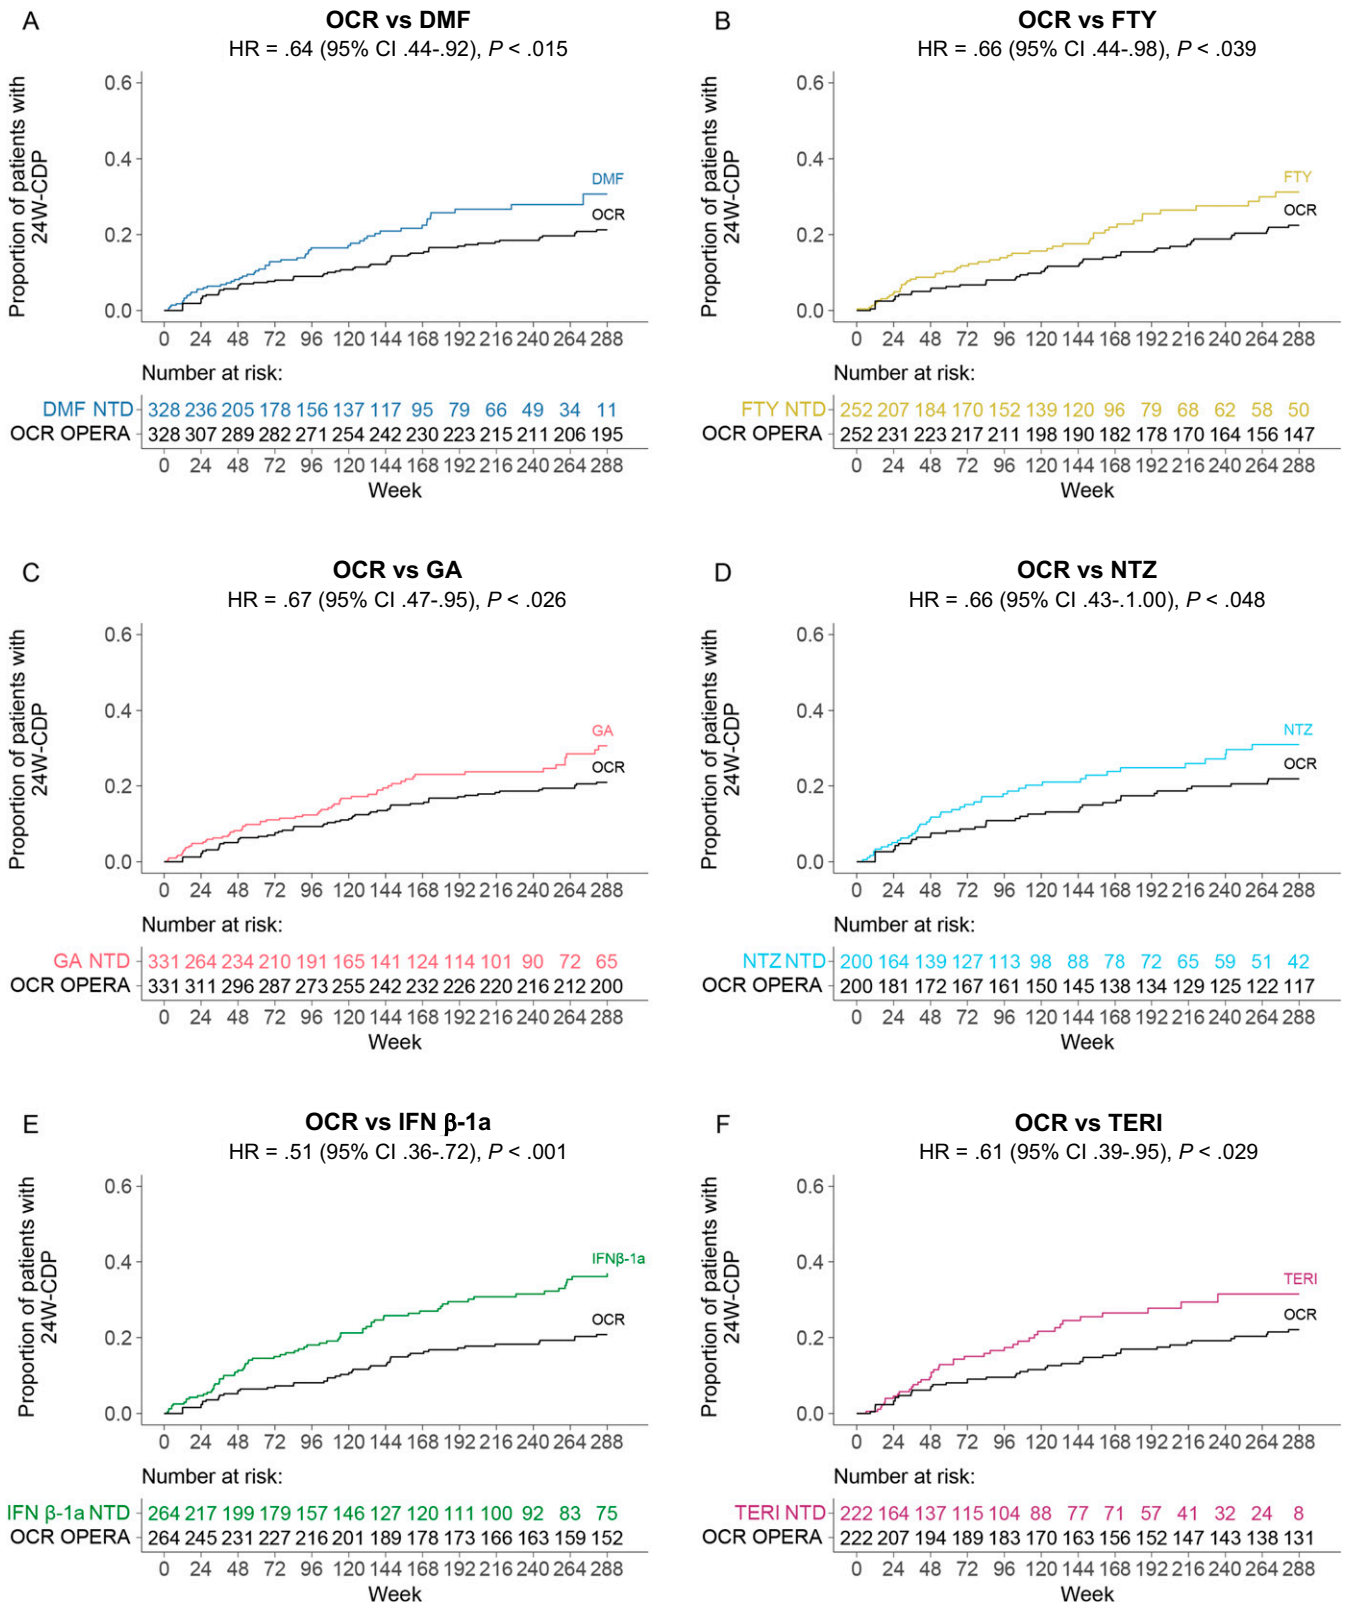 A
OCR vs DMF
HR = .64 (95% CI .44-.92), P < .015
Proportion of patients with
24W-CDP
0.6
0.4
0.2
0.0
DMF
OCR
0 24 48 72 96 120 144 168 192 216 240 264 288
Number at risk:
DMF NTD 328 236 205 178 156 137 117 95 79 66 49 34 11
OCR OPERA 328 307 289 282 271 254 242 230 223 215 211 206 195
0 24 48 72 96 120 144 168 192 216 240 264 288
Week
B
OCR vs FTY
HR = .66 (95% CI .44-.98), P < .039
Proportion of patients with
24W-CDP
0.6
0.4
0.2
0.0
FTY
OCR
0 24 48 72 96 120 144 168 192 216 240 264 288
Number at risk:
FTY NTD 252 207 184 170 152 139 120 96 79 68 62 58 50
OCR OPERA 252 231 223 217 211 198 190 182 178 170 164 156 147
0 24 48 72 96 120 144 168 192 216 240 264 288
Week
C
OCR vs GA
HR = .67 (95% CI .47-.95), P < .026
Proportion of patients with
24W-CDP
0.6
0.4
0.2
0.0
GA
OCR
0 24 48 72 96 120 144 168 192 216 240 264 288
Number at risk:
GA NTD 331 264 234 210 191 165 141 124 114 101 90 72 65
OCR OPERA 331 311 296 287 273 255 242 232 226 220 216 212 200
0 24 48 72 96 120 144 168 192 216 240 264 288
Week
D
OCR vs NTZ
HR = .66 (95% CI .43-.1.00), P < .048
Proportion of patients with
24W-CDP
0.6
0.4
0.2
0.0
NTZ
OCR
0 24 48 72 96 120 144 168 192 216 240 264 288
Number at risk:
NTZ NTD 200 164 139 127 113 98 88 78 72 65 59 51 42
OCR OPERA 200 181 172 167 161 150 145 138 134 129 125 122 117
0 24 48 72 96 120 144 168 192 216 240 264 288
Week
E
OCR vs IFN β-1a
HR = .51 (95% CI .36-.72), P < .001
Proportion of patients with
24W-CDP
0.6
0.4
0.2
0.0
IFNβ-1a
OCR
0 24 48 72 96 120 144 168 192 216 240 264 288
Number at risk:
IFN β-1a NTD 264 217 199 179 157 146 127 120 111 100 92 83 75
OCR OPERA 264 245 231 227 216 201 189 178 173 166 163 159 152
0 24 48 72 96 120 144 168 192 216 240 264 288
Week
F
OCR vs TERI
HR = .61 (95% CI .39-.95), P < .029
Proportion of patients with
24W-CDP
0.6
0.4
0.2
0.0
TERI
OCR
0 24 48 72 96 120 144 168 192 216 240 264 288
Number at risk:
TERI NTD 222 164 137 115 104 88 77 71 57 41 32 24 8
OCR OPERA 222 207 194 189 183 170 163 156 152 147 143 138 131
0 24 48 72 96 120 144 168 192 216 240 264 288
Week